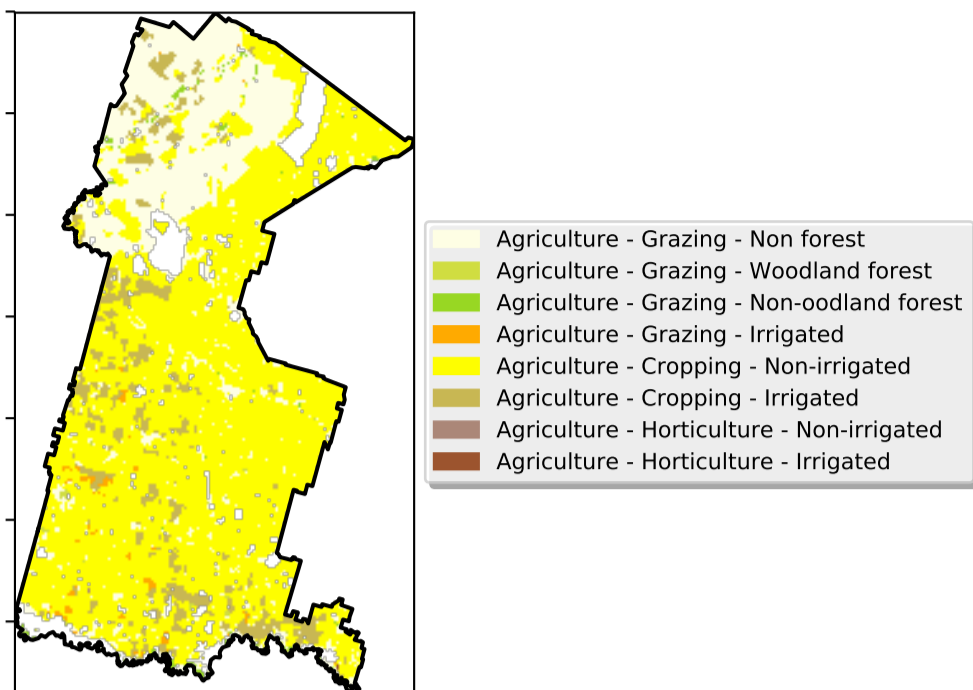 Agriculture - Grazing - Non forest
Agriculture - Grazing - Woodland forest
Agriculture - Grazing - Non-oodland forest
Agriculture - Grazing - Irrigated
Agriculture - Cropping - Non-irrigated
Agriculture - Cropping - Irrigated
Agriculture - Horticulture - Non-irrigated
Agriculture - Horticulture - Irrigated